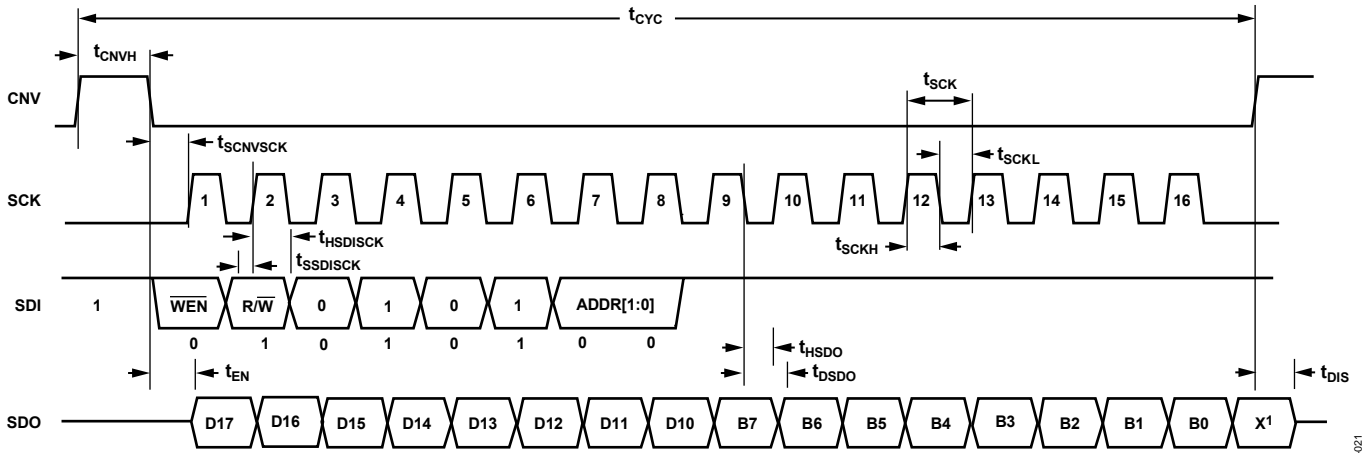 tCYC
tCNVH
tSCK
CNV
tSCNVSCK
tSCKL
SCK
1 2 3 4 5 6 7 8 9 10 11 12 13 14 15 16
tHSDISCK
tSCKH
tSSDISCK
SDI 1 WEN R/W 0 1 0 1 ADDR[1:0]
0 1 0 1 0 1 0 0
tHSDO
tEN
tDSDO
tDIS
SDO D17 D16 D15 D14 D13 D12 D11 D10 B7 B6 B5 B4 B3 B2 B1 B0 X1
021